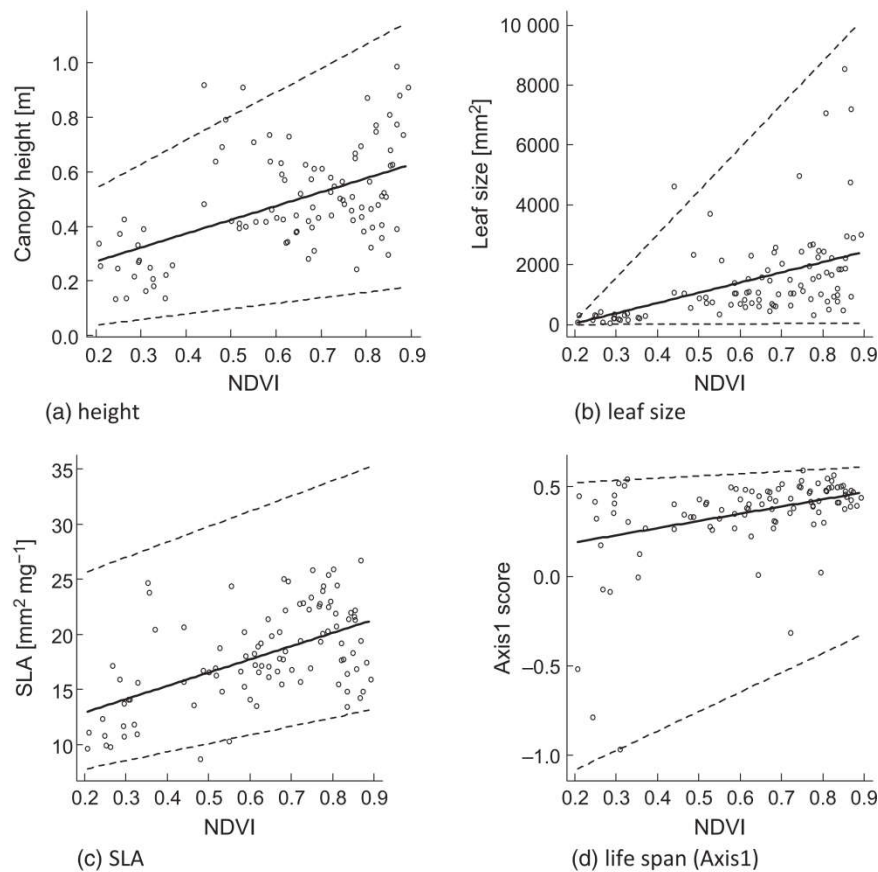 Canopy height [m]
1.0
0.8
0.6
0.4
0.2
0.0
0.2 0.3 0.4 0.5 0.6 0.7 0.8 0.9
NDVI
(a) height
Leaf size [mm²]
10 000
8 000
6000
4000
2000
0
0.2 0.3 0.4 0.5 0.6 0.7 0.8 0.9
NDVI
(b) leaf size
SLA [mm² mg⁻¹]
35
30
25
20
15
10
0.2 0.3 0.4 0.5 0.6 0.7 0.8 0.9
NDVI
(c) SLA
Axis1 score
0.5
0.0
−0.5
−1.0
0.2 0.3 0.4 0.5 0.6 0.7 0.8 0.9
NDVI
(d) life span (Axis1)